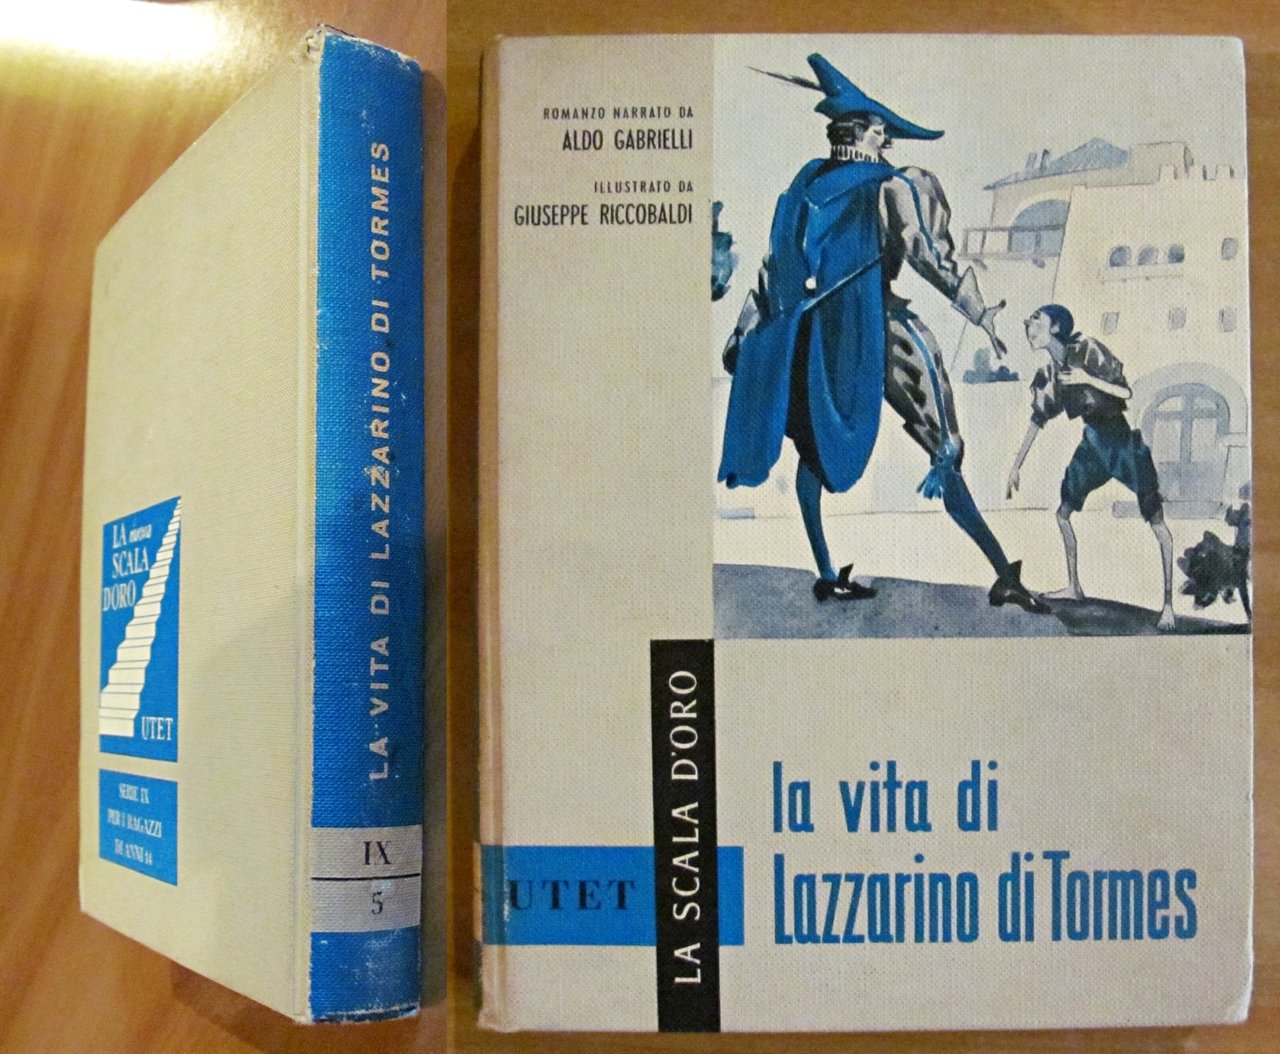 LA VITA DI LAZZARINO DI TORMES
IX
5
LA nuova
SCALA
D'ORO
UTET
SERIE IX
PER I RAGAZZI
DI ANNI 14
ROMANZO NARRATO DA
ALDO GABRIELLI
ILLUSTRATO DA
GIUSEPPE RICCOBALDI
LA SCALA D'ORO
UTET
la vita di
Lazzarino di Tormes